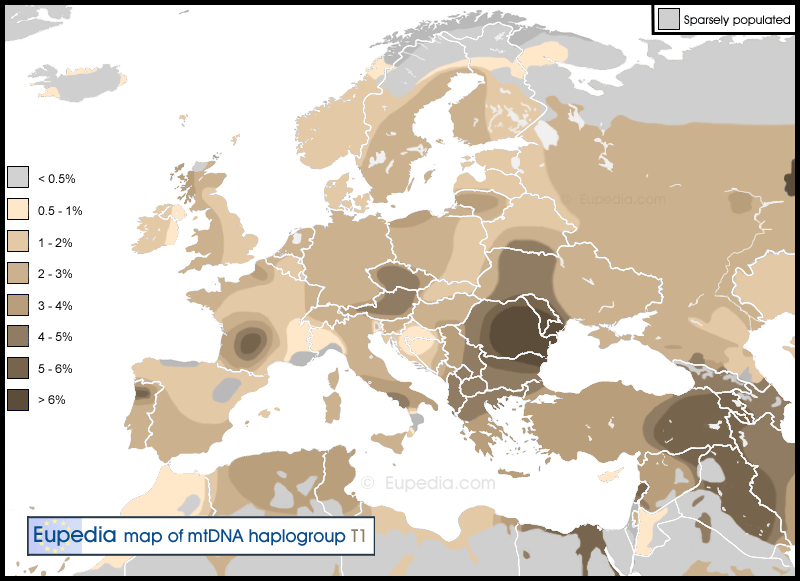 Sparsely populated
< 0.5%
0.5 - 1%
1 - 2%
2 - 3%
3 - 4%
4 - 5%
5 - 6%
> 6%
© Eupedia.com
© Eupedia.com
Eupedia map of mtDNA haplogroup T1